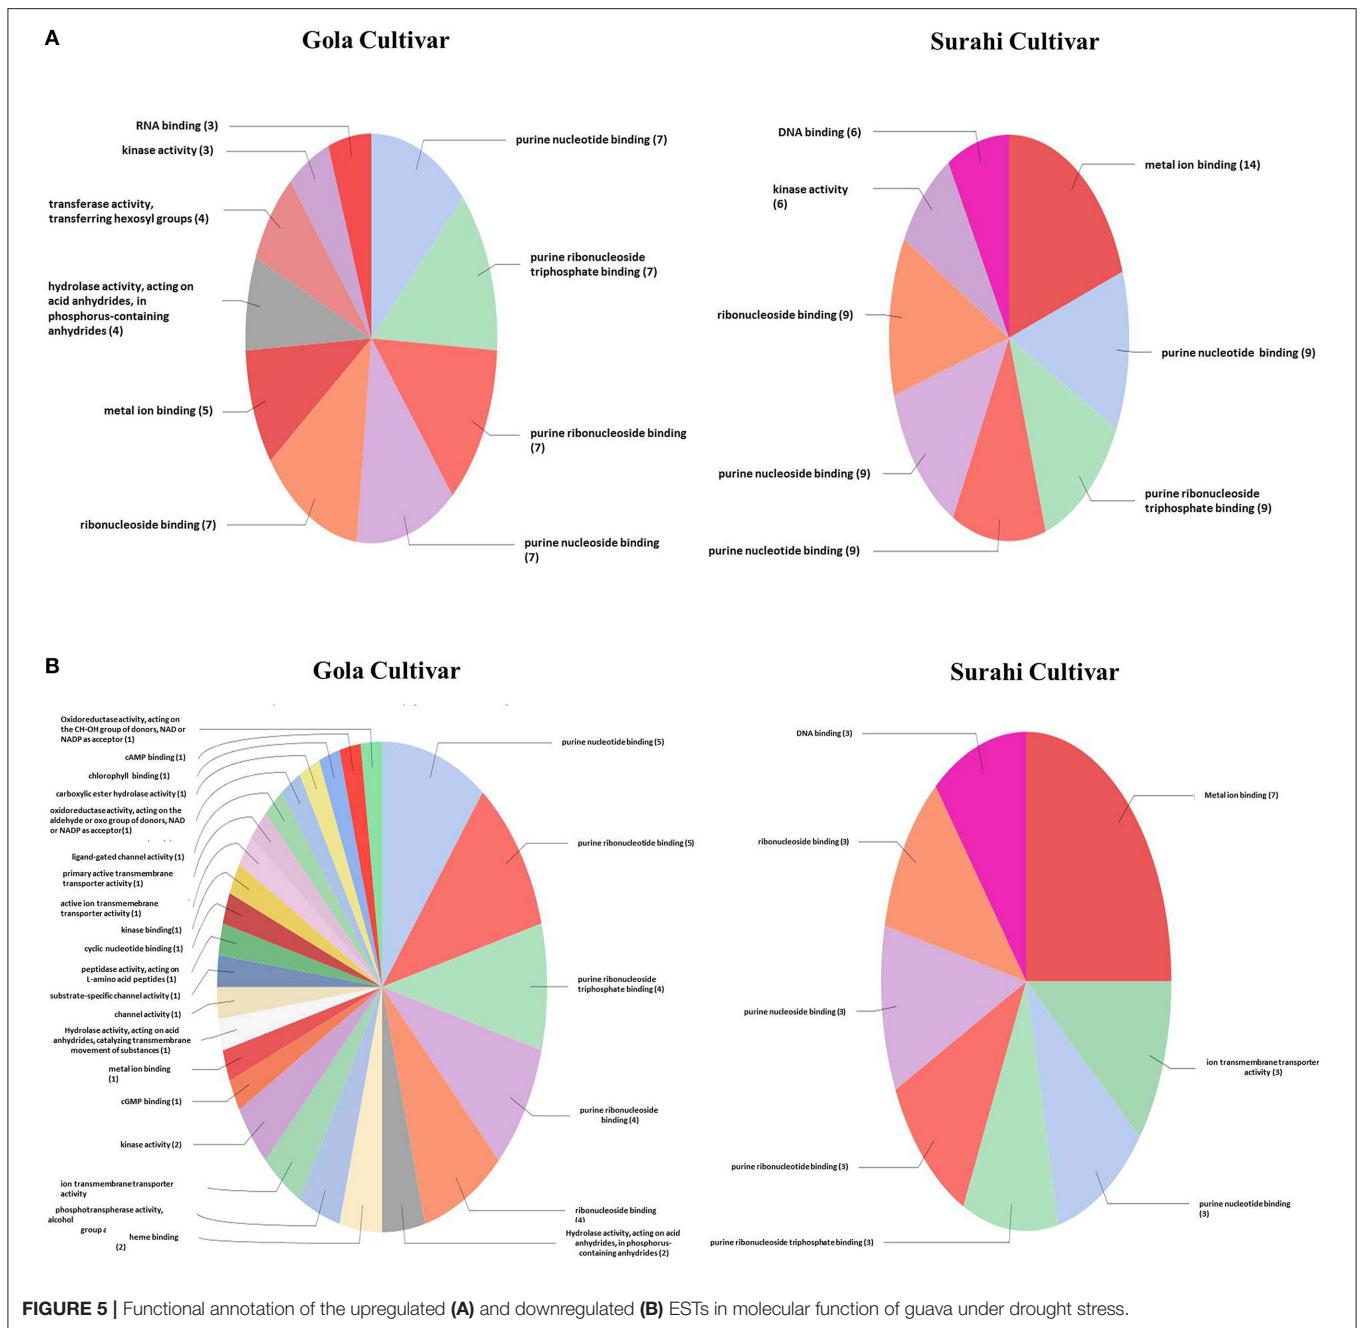 A
Gola Cultivar
Surahi Cultivar
RNA binding (3)
kinase activity (3)
transferase activity,
transferring hexosyl groups (4)
hydrolase activity, acting on
acid anhydrides, in
phosphorus-containing
anhydrides (4)
metal ion binding (5)
ribonucleoside binding (7)
purine nucleotide binding (7)
purine ribonucleoside
triphosphate binding (7)
purine ribonucleoside binding
(7)
purine nucleoside binding
(7)
DNA binding (6)
kinase activity
(6)
ribonucleoside binding (9)
purine nucleoside binding (9)
purine nucleotide binding (9)
metal ion binding (14)
purine nucleotide binding (9)
purine ribonucleoside
triphosphate binding (9)
B
Gola Cultivar
Surahi Cultivar
Oxidoreductase activity, acting on
the CH-OH group of donors, NAD or
NADP as acceptor (1)
cAMP binding (1)
chlorophyll binding (1)
carboxylic ester hydrolase activity (1)
oxidoreductase activity, acting on the
aldehyde or oxo group of donors, NAD
or NADP as acceptor(1)
ligand-gated channel activity (1)
primary active transmembrane
transporter activity (1)
active ion transmemebrane
transporter activity (1)
kinase binding(1)
cyclic nucleotide binding (1)
peptidase activity, acting on
L-amino acid peptides (1)
substrate-specific channel activity (1)
channel activity (1)
Hydrolase activity, acting on acid
anhydrides, catalyzing transmembrane
movement of substances (1)
metal ion binding
(1)
cGMP binding (1)
kinase activity (2)
ion transmembrane transporter
activity
phosphotranspherase activity,
alcohol
group a
heme binding
(2)
purine nucleotide binding (5)
purine ribonucleotide binding (5)
purine ribonucleoside
triphosphate binding (4)
purine ribonucleoside
binding (4)
ribonucleoside binding
(4)
Hydrolase activity, acting on acid
anhydrides, in phosphorus-
containing anhydrides (2)
DNA binding (3)
ribonucleoside binding (3)
purine nucleoside binding (3)
purine ribonucleotide binding (3)
purine ribonucleoside triphosphate binding (3)
Metal ion binding (7)
ion transmembrane transporter
activity (3)
purine nucleotide binding
(3)
FIGURE 5 | Functional annotation of the upregulated (A) and downregulated (B) ESTs in molecular function of guava under drought stress.